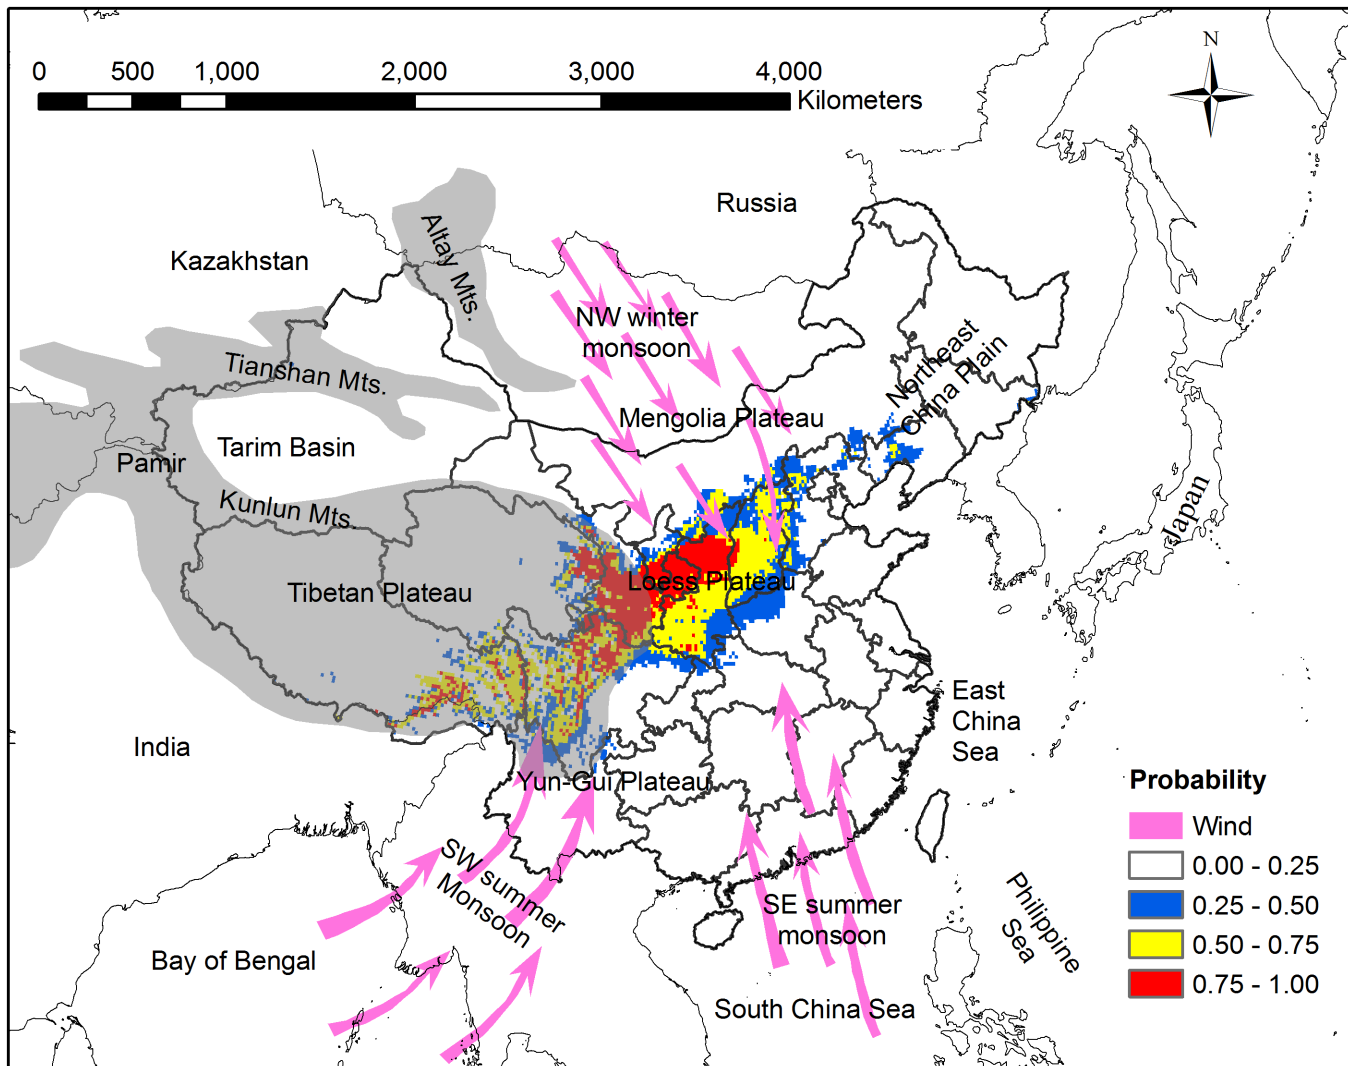 N
0 500 1,000 2,000 3,000 4,000
Kilometers
Russia
Altay Mts.
Kazakhstan
NW winter
monsoon
Northeast
China Plain
Tianshan Mts.
Mengolia Plateau
Tarim Basin
Pamir
Kunlun Mts.
Japan
Loess Plateau
Tibetan Plateau
East
China
Sea
India
Yun-Gui Plateau
Probability
Wind
0.00 - 0.25
0.25 - 0.50
0.50 - 0.75
0.75 - 1.00
SW summer
Monsoon
SE summer
monsoon
Philippine
Sea
Bay of Bengal
South China Sea